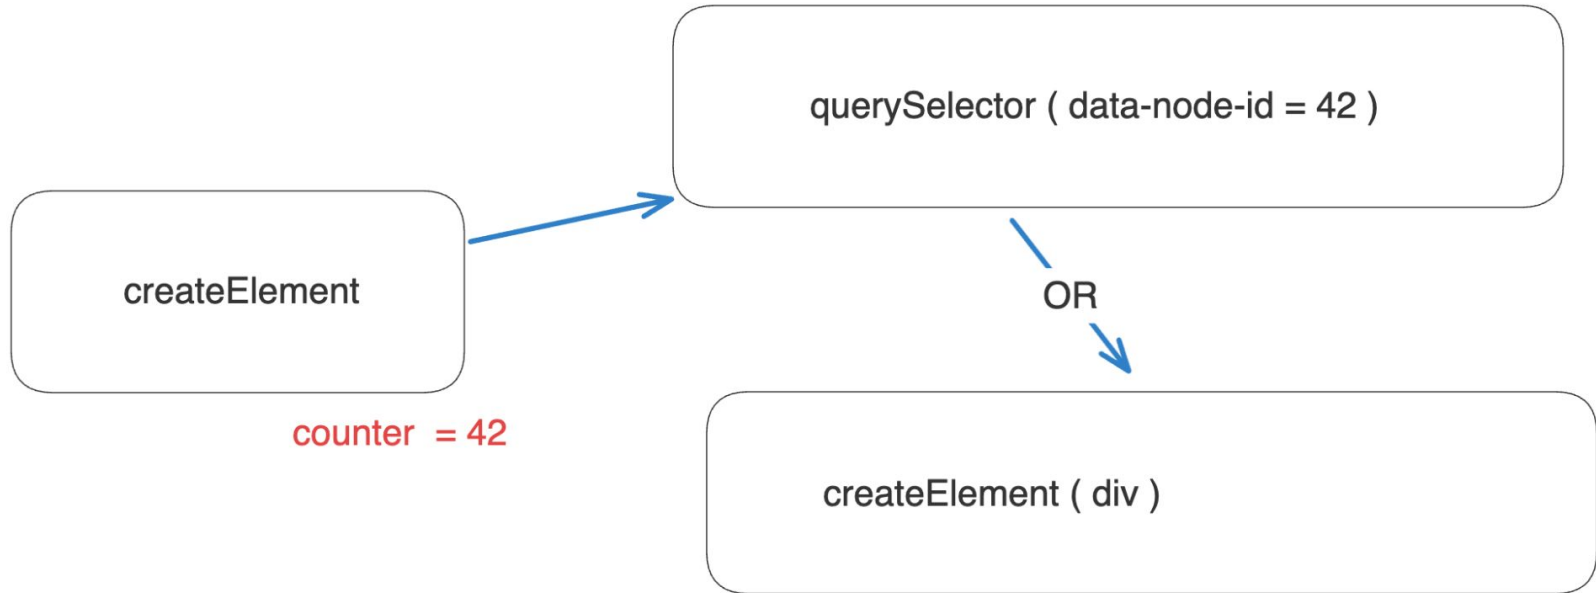 querySelector ( data-node-id = 42 )
createElement
OR
counter = 42
createElement ( div )